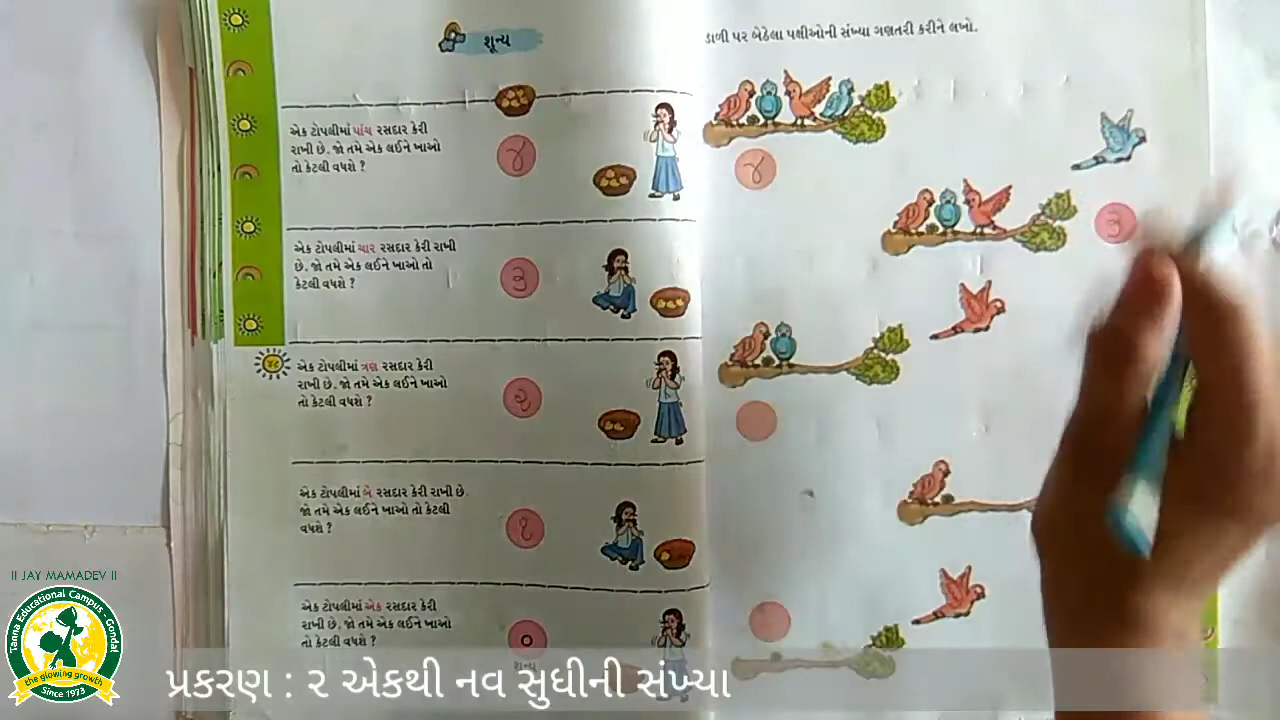 શૂન્ય
એક ટોપલીમાં પાંચ રસદાર કેરી
રાખી છે. જો તમે એક લઈને ખાઓ
તો કેટલી વધશે ?
૪
એક ટોપલીમાં ચાર રસદાર કેરી રાખી
છે. જો તમે એક લઈને ખાઓ તો
કેટલી વધશે ?
૩
૪૮
એક ટોપલીમાં ત્રણ રસદાર કેરી
રાખી છે. જો તમે એક લઈને ખાઓ
તો કેટલી વધશે ?
૨
એક ટોપલીમાં બે રસદાર કેરી રાખી છે.
જો તમે એક લઈને ખાઓ તો કેટલી
વધશે ?
૧
એક ટોપલીમાં એક રસદાર કેરી
રાખી છે. જો તમે એક લઈને ખાઓ
તો કેટલી વધશે ?
૦
શૂન્ય
ડાળી પર બેઠેલા પક્ષીઓની સંખ્યા ગણતરી કરીને લખો.
૪
૩
|| JAY MAMADEV ||
Tanna Educational Campus - Gondal
the glowing growth
Since 1973
પ્રકરણ : ૨ એકથી નવ સુધીની સંખ્યા